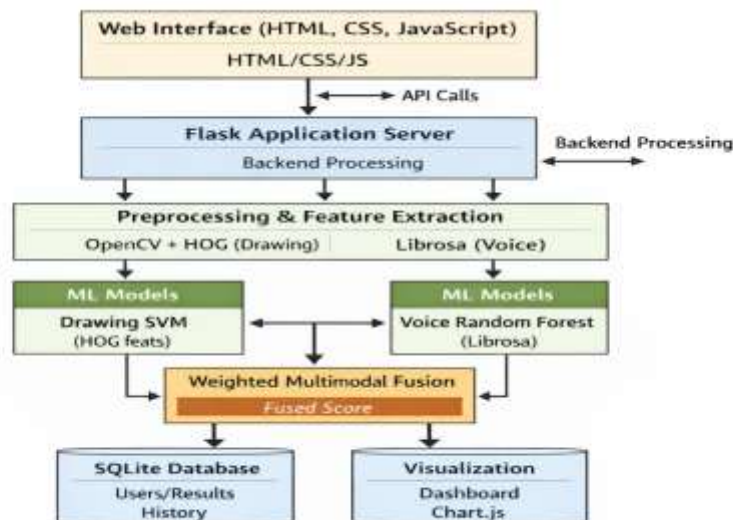 Web Interface (HTML, CSS, JavaScript)
HTML/CSS/JS
API Calls
Flask Application Server
Backend Processing
Backend Processing
Preprocessing & Feature Extraction
OpenCV + HOG (Drawing)
Librosa (Voice)
ML Models
Drawing SVM
(HOG feats)
ML Models
Voice Random Forest
(Librosa)
Weighted Multimodal Fusion
Fused Score
SQLite Database
Users/Results
History
Visualization
Dashboard
Chart.js